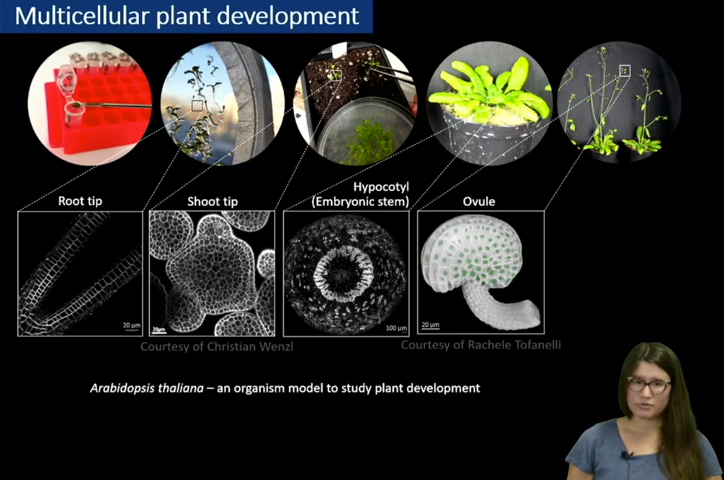 Multicellular plant development
Root tip
Shoot tip
Hypocotyl
(Embryonic stem)
Ovule
20 µm
20µm
100 µm
20 µm
Courtesy of Christian Wenzl
Courtesy of Rachele Tofanelli
Arabidopsis thaliana – an organism model to study plant development